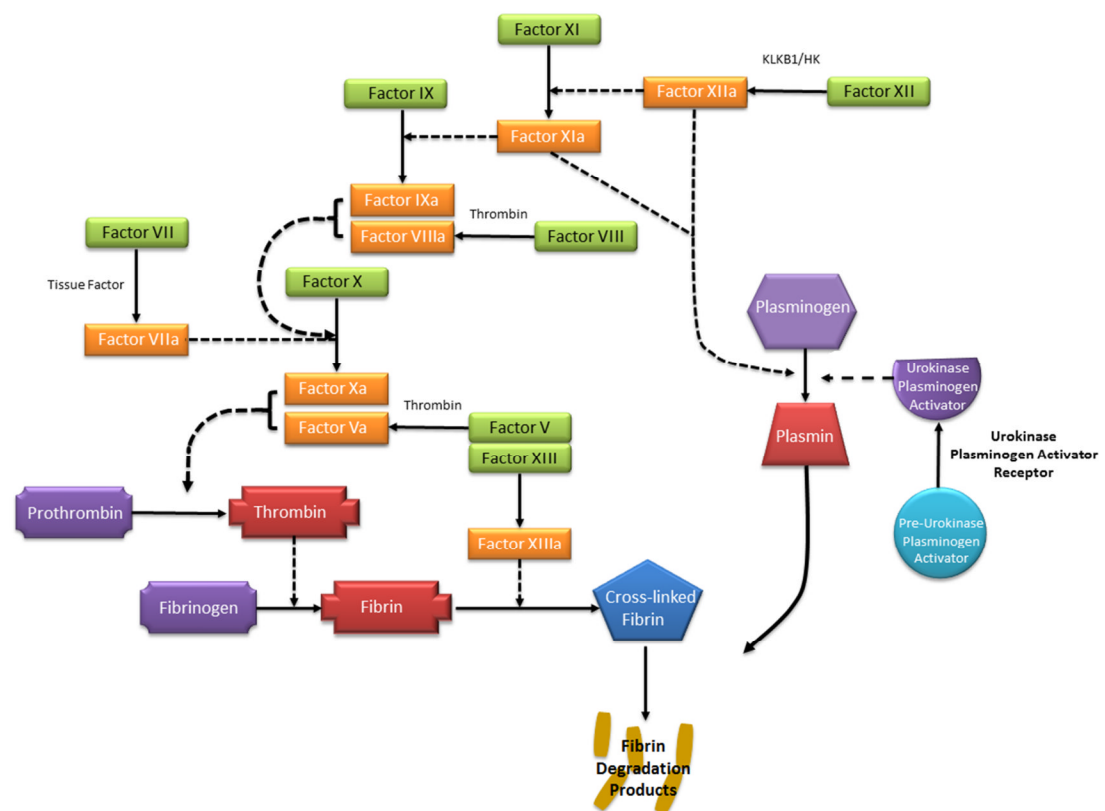 Factor XI
KLKB1/HK
Factor IX
Factor XIIa
Factor XII
Factor XIa
Factor IXa
Thrombin
Factor VII
Factor VIIIa
Factor VIII
Tissue Factor
Factor X
Plasminogen
Factor VIIa
Urokinase
Plasminogen
Activator
Factor Xa
Thrombin
Factor Va
Factor V
Plasmin
Urokinase
Plasminogen Activator
Receptor
Factor XIII
Prothrombin
Thrombin
Pre-Urokinase
Plasminogen
Activator
Factor XIIIa
Fibrinogen
Fibrin
Cross-linked
Fibrin
Fibrin
Degradation
Products